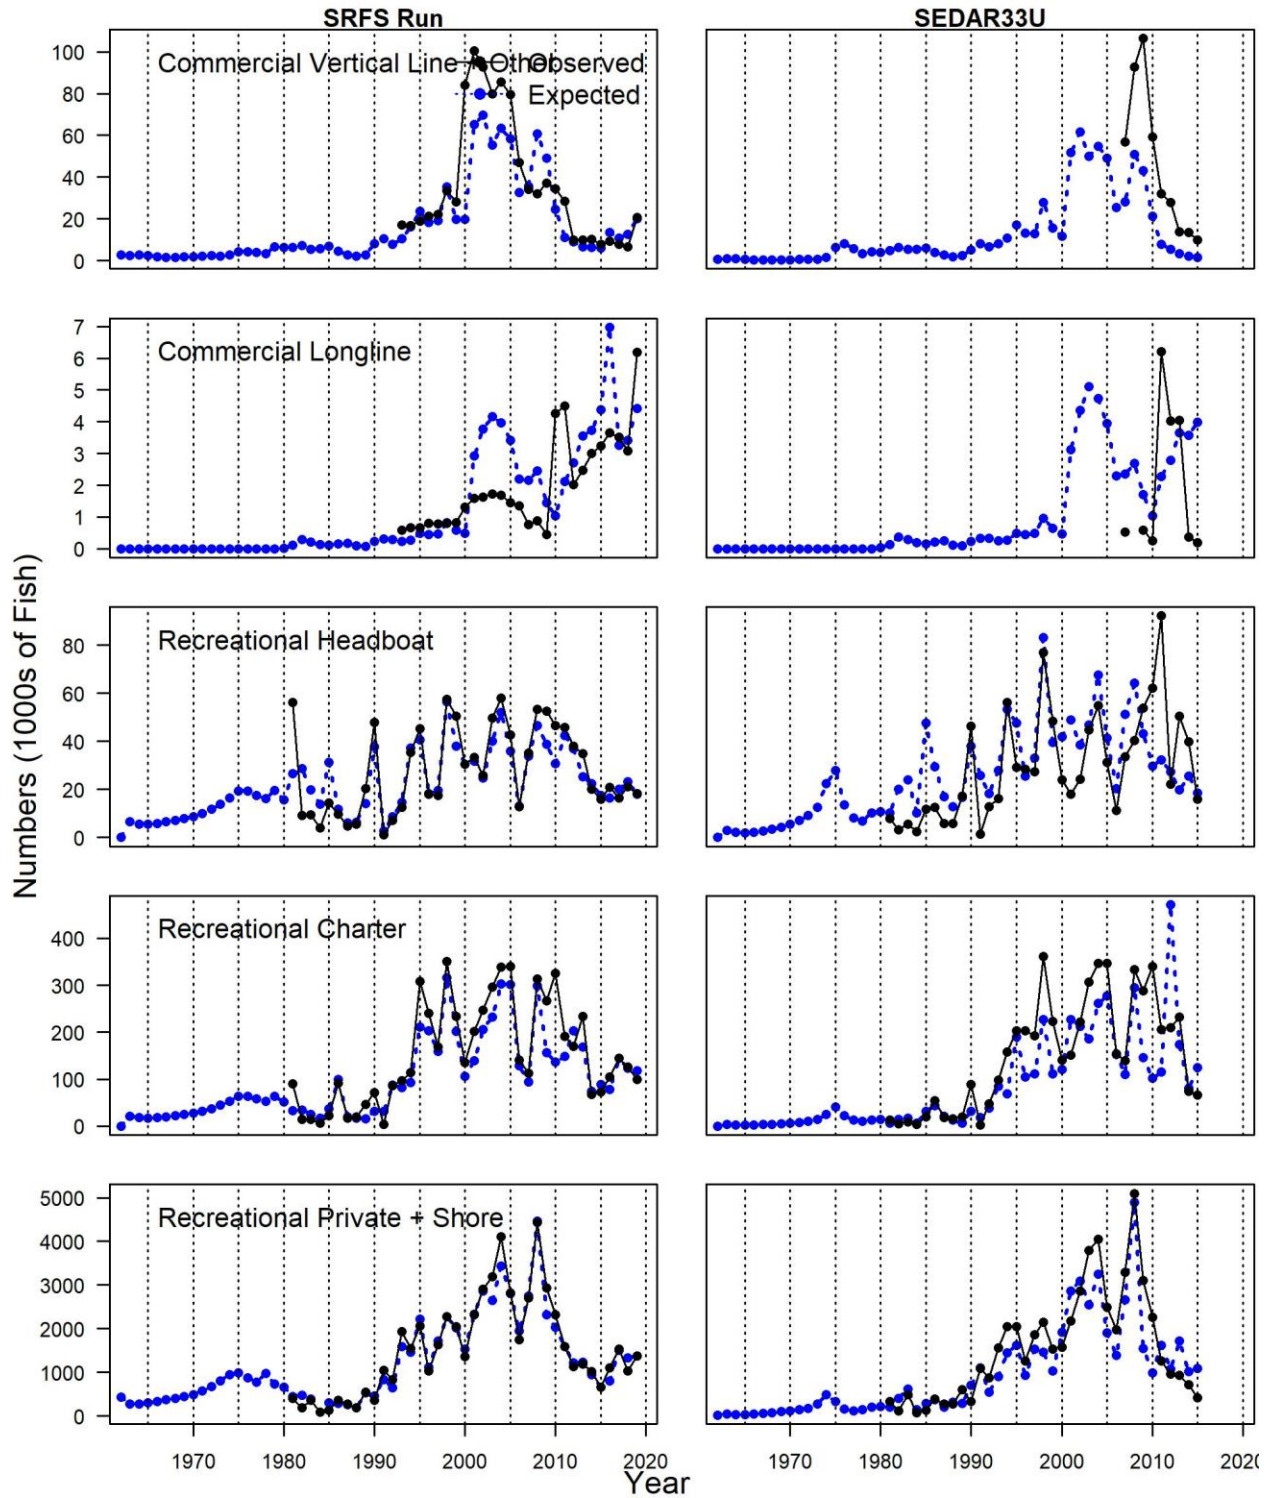 SRFS Run
SEDAR33U
Commercial Vertical Line + Other
Observed
Expected
100
80
60
40
20
0
Commercial Longline
7
6
5
4
3
2
1
0
Numbers (1000s of Fish)
Recreational Headboat
80
60
40
20
0
Recreational Charter
400
300
200
100
0
Recreational Private + Shore
5000
4000
3000
2000
1000
0
1970 1980 1990 2000 2010 2020
1970 1980 1990 2000 2010 2020
Year